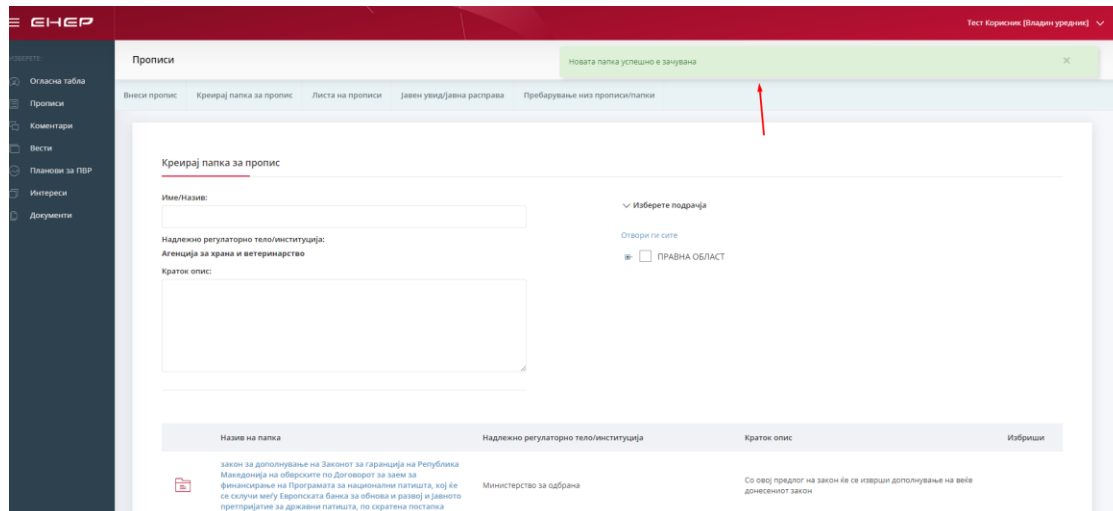 ЕНЕР
Тест Корисник [Владин уредник]
ИЗБЕРЕТЕ:
Огласна табла
Прописи
Коментари
Вести
Планови за ПВР
Интереси
Документи
Прописи
Новата папка успешно е зачувана
Внеси пропис Креирај папка за пропис Листа на прописи Јавен увид/јавна расправа Пребарување низ прописи/папки
Креирај папка за пропис
Име/Назив:
Надлежно регулаторно тело/институција:
Агенција за храна и ветеринарство
Краток опис:
Изберете подрачја
Отвори ги сите
ПРАВНА ОБЛАСТ
Назив на папка Надлежно регулаторно тело/институција Краток опис Избриши
закон за дополнување на Законот за гаранција на Република
Македонија на обврските по Договорот за заем за
финансирање на Програмата за национални патишта, кој ќе
се склучи меѓу Европската банка за обнова и развој и Јавното
претпријатие за државни патишта, по скратена постапка
Министерство за одбрана
Со овој предлог на закон ќе се изврши дополнување на веќе
донесениот закон